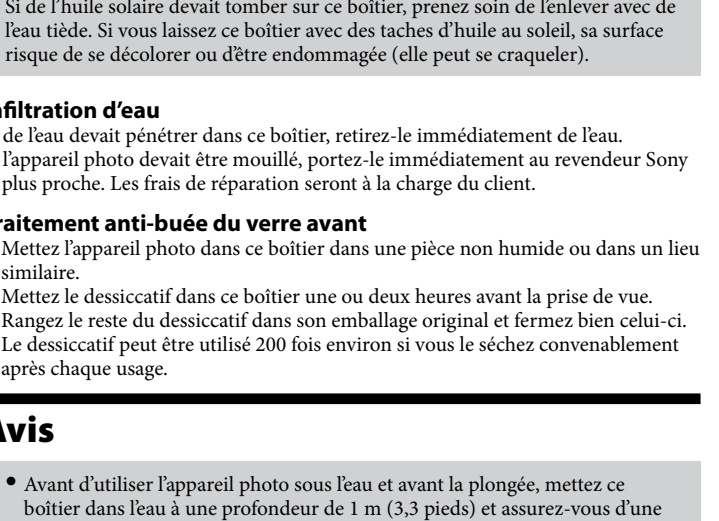 Si de l’huile solaire devait tomber sur ce boîtier, prenez soin de l’enlever avec de
l’eau tiède. Si vous laissez ce boîtier avec des taches d’huile au soleil, sa surface
risque de se décolorer ou d’être endommagée (elle peut se craqueler).
nfiltration d’eau
de l’eau devait pénétrer dans ce boîtier, retirez-le immédiatement de l’eau.
l’appareil photo devait être mouillé, portez-le immédiatement au revendeur Sony
plus proche. Les frais de réparation seront à la charge du client.
raitement anti-buée du verre avant
Mettez l’appareil photo dans ce boîtier dans une pièce non humide ou dans un lieu
similaire.
Mettez le dessiccatif dans ce boîtier une ou deux heures avant la prise de vue.
Rangez le reste du dessiccatif dans son emballage original et fermez bien celui-ci.
Le dessiccatif peut être utilisé 200 fois environ si vous le séchez convenablement
après chaque usage.
Avis
• Avant d’utiliser l’appareil photo sous l’eau et avant la plongée, mettez ce
boîtier dans l’eau à une profondeur de 1 m (3,3 pieds) et assurez-vous d’une